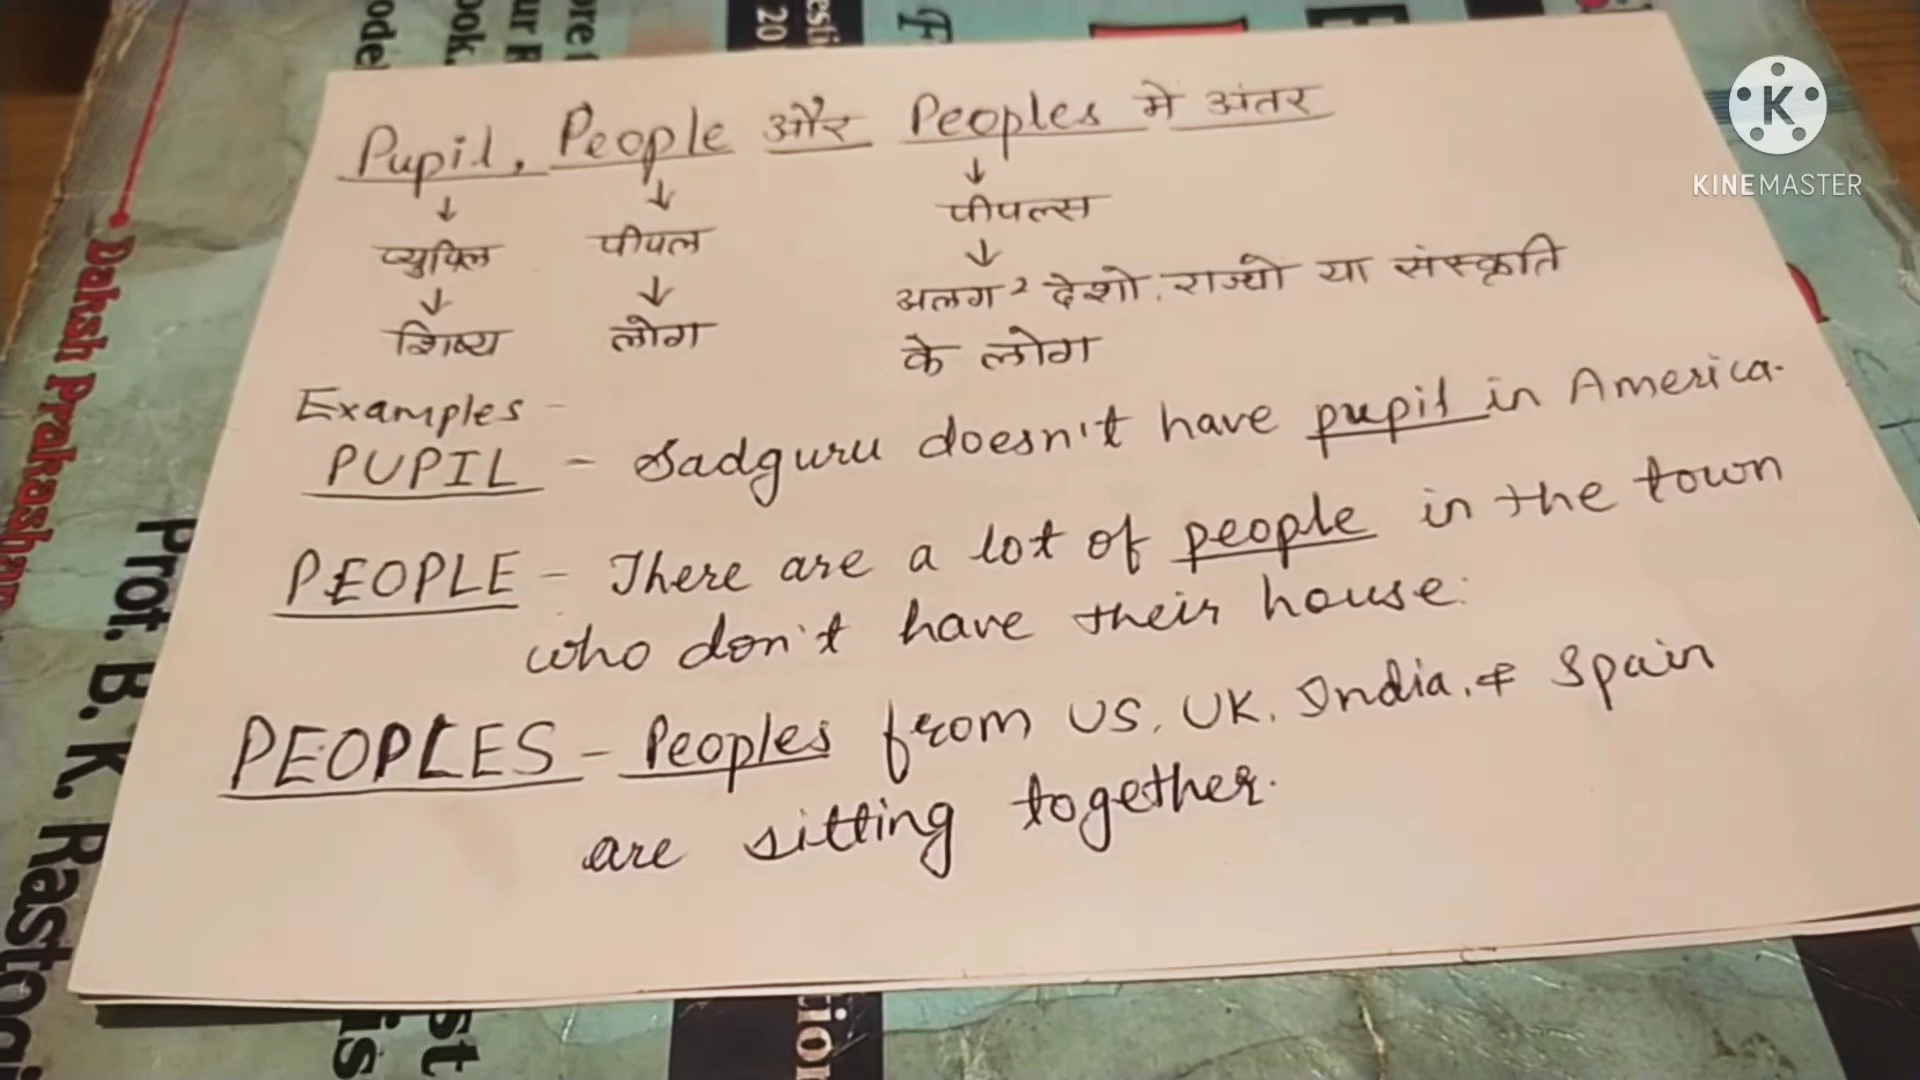 Pupil, People और Peoples मे अंतर
↓ ↓ ↓
प्युपिल पीपल पीपल्स
↓ ↓ ↓
शिष्य लोग अलग² देशो, राज्यो या संस्कृति
के लोग
Examples -
PUPIL - Sadguru doesn't have pupil in America.
PEOPLE - There are a lot of people in the town
who don't have their house.
PEOPLES - Peoples from US, UK, India, & Spain
are sitting together.
KINEMASTER
Daksh Prakashan
Prof. B. K. Rastogi